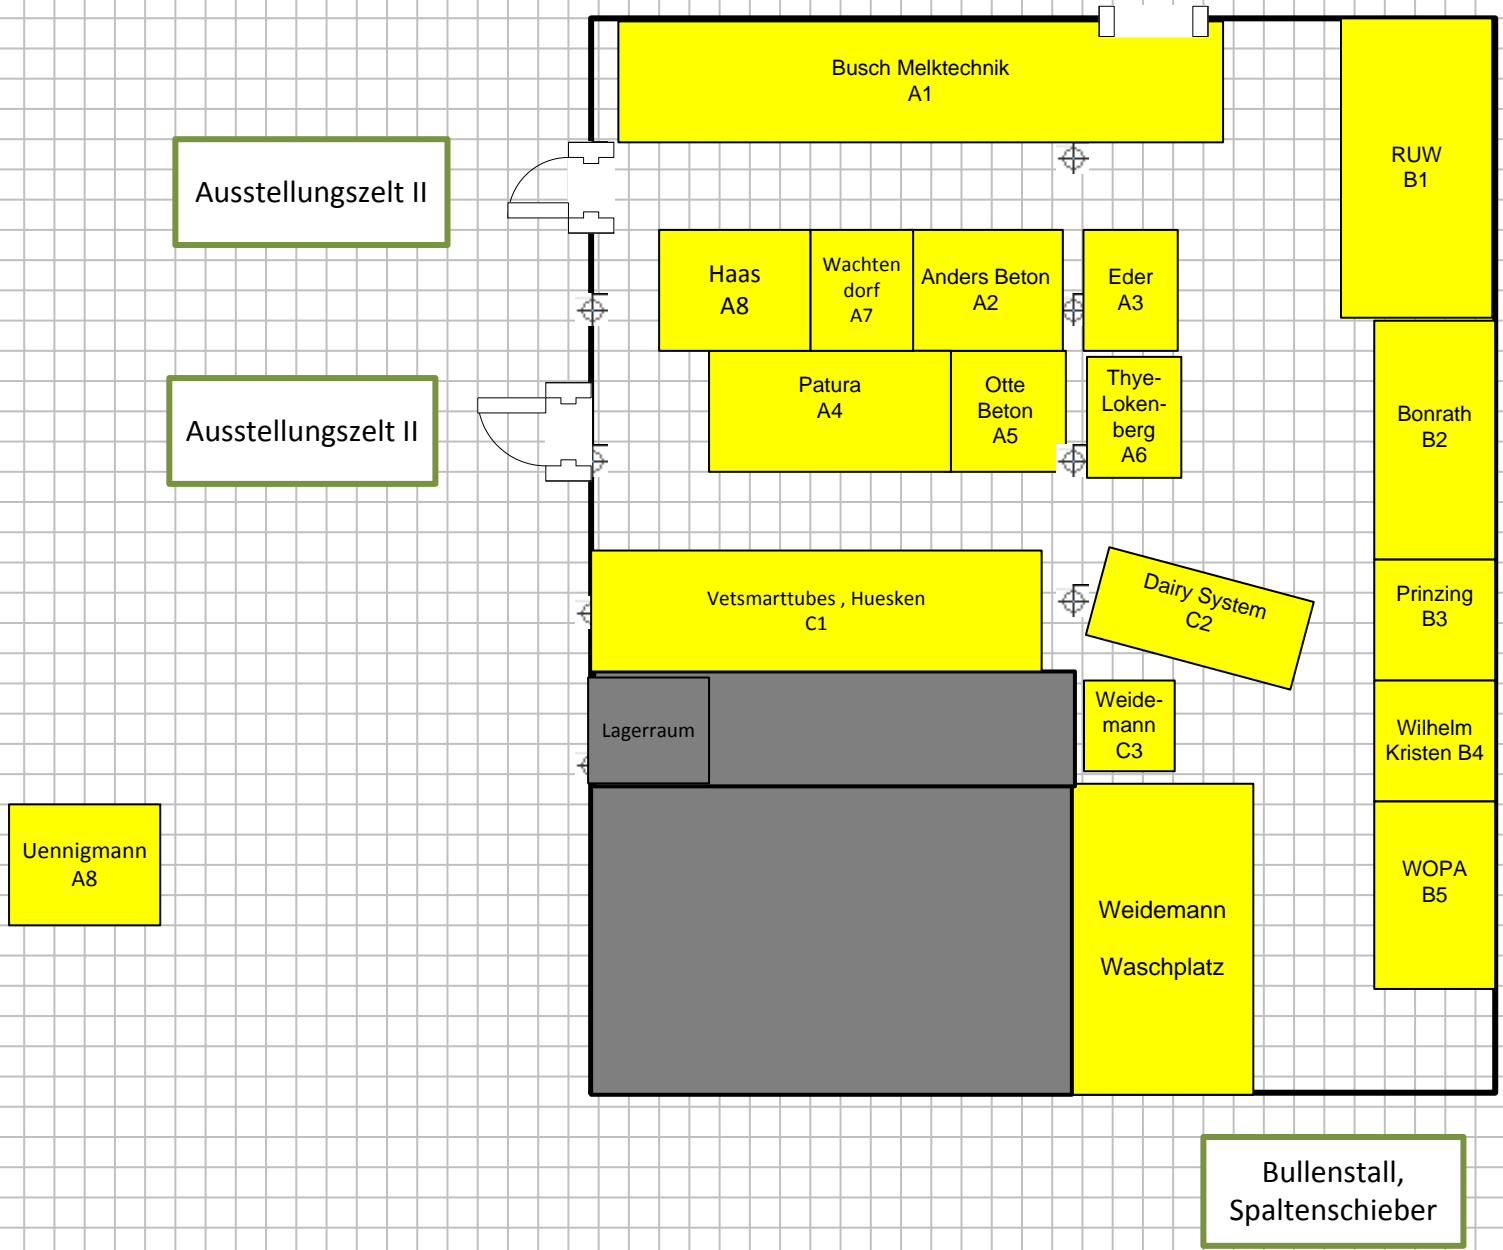 Busch Melktechnik
A1
RUW
B1
Ausstellungszelt II
Haas
A8
Wachten
dorf
A7
Anders Beton
A2
Eder
A3
Patura
A4
Otte
Beton
A5
Thye-
Loken-
berg
A6
Bonrath
B2
Ausstellungszelt II
Vetsmarttubes , Huesken
C1
Dairy System
C2
Prinzing
B3
Lagerraum
Weide-
mann
C3
Wilhelm
Kristen B4
Uennigmann
A8
Weidemann
Waschplatz
WOPA
B5
Bullenstall,
Spaltenschieber